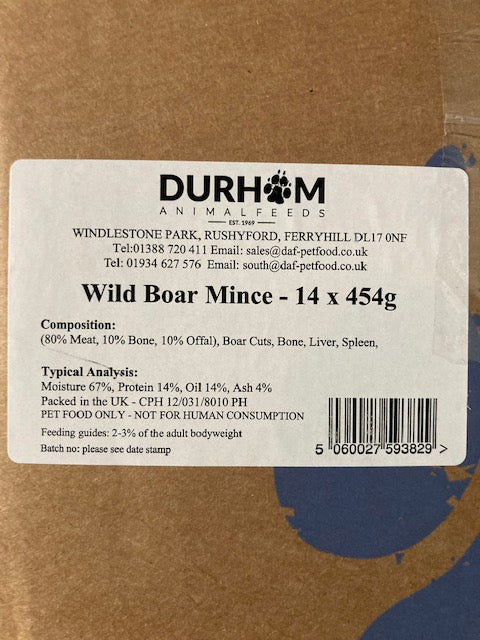 DURHAM
ANIMALFEEDS
EST. 1969
WINDLESTONE PARK, RUSHYFORD, FERRYHILL DL17 0NF
Tel:01388 720 411 Email: sales@daf-petfood.co.uk
Tel: 01934 627 576 Email: south@daf-petfood.co.uk
Wild Boar Mince - 14 x 454g
Composition:
(80% Meat, 10% Bone, 10% Offal), Boar Cuts, Bone, Liver, Spleen,
Typical Analysis:
Moisture 67%, Protein 14%, Oil 14%, Ash 4%
Packed in the UK - CPH 12/031/8010 PH
PET FOOD ONLY - NOT FOR HUMAN CONSUMPTION
Feeding guides: 2-3% of the adult bodyweight
Batch no: please see date stamp
5 060027 593829 >